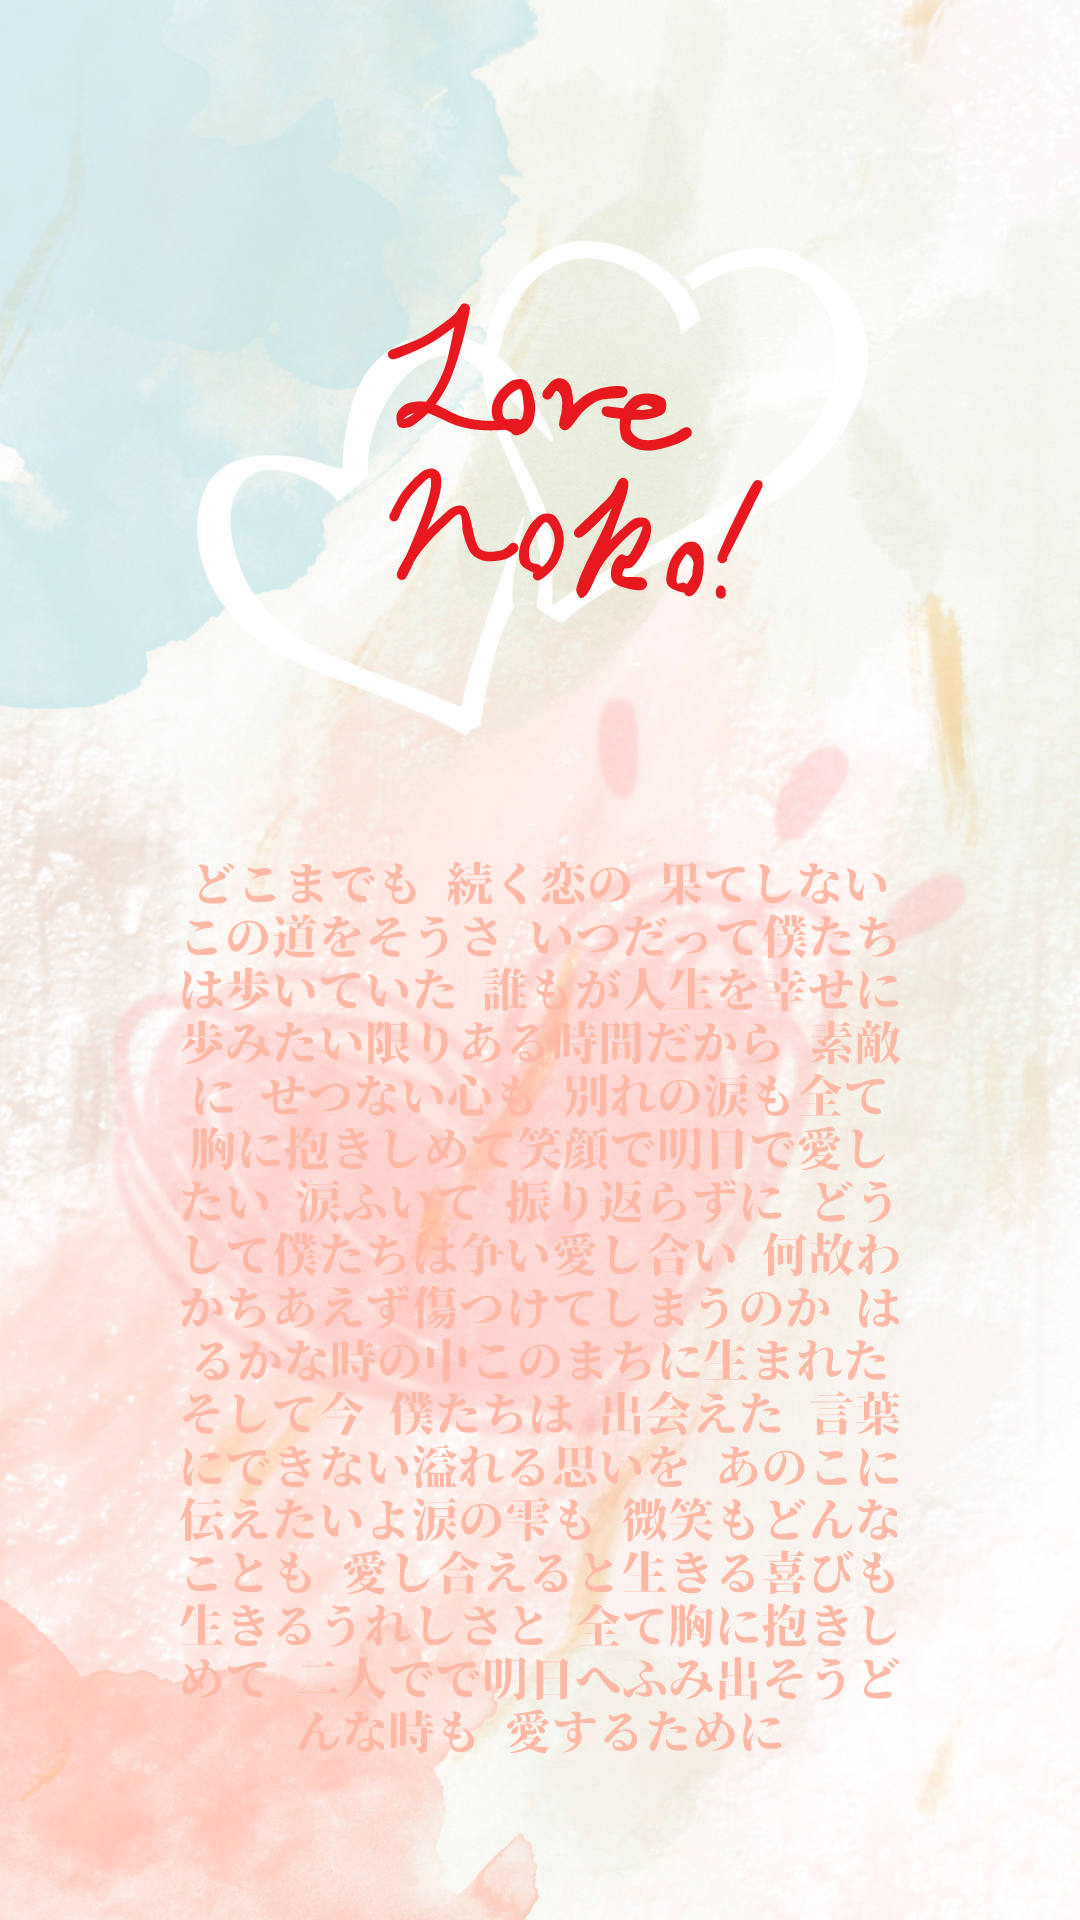 Love
Noko!
どこまでも 続く恋の 果てしない
この道をそうさ いつだって僕たち
は歩いていた 誰もが人生を幸せに
歩みたい限りある時間だから 素敵
に せつない心も 別れの涙も全て
胸に抱きしめて笑顔で明日で愛し
たい 涙ふいて 振り返らずに どう
して僕たちは争い愛し合い 何故わ
かちあえず傷つけてしまうのか は
るかな時の中このまちに生まれた
そして今 僕たちは 出会えた 言葉
にできない溢れる思いを あのこに
伝えたいよ涙の雫も 微笑もどんな
ことも 愛し合えると生きる喜びも
生きるうれしさと 全て胸に抱きし
めて 二人でで明日へふみ出そうど
んな時も 愛するために